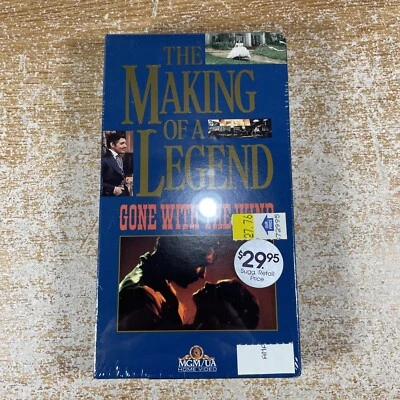 THE
MAKING
OF A
LEGEND
GONE WITH THE WIND
27.76
72995
$29.95
Sugg. Retail
Price
MGM/UA
HOME VIDEO